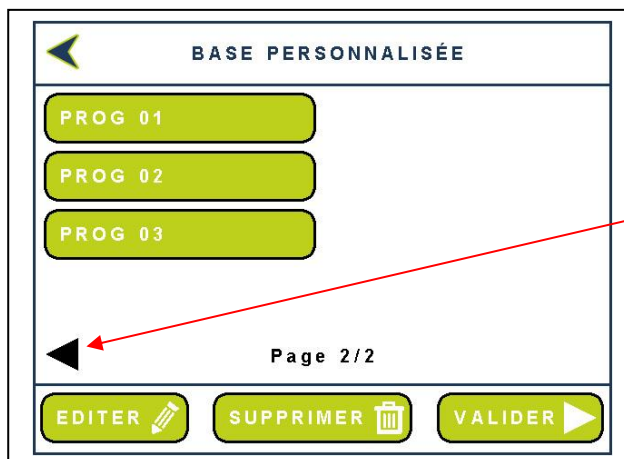 BASE PERSONNALISÉE
PROG 01
PROG 02
PROG 03
Page 2/2
EDITER SUPPRIMER VALIDER